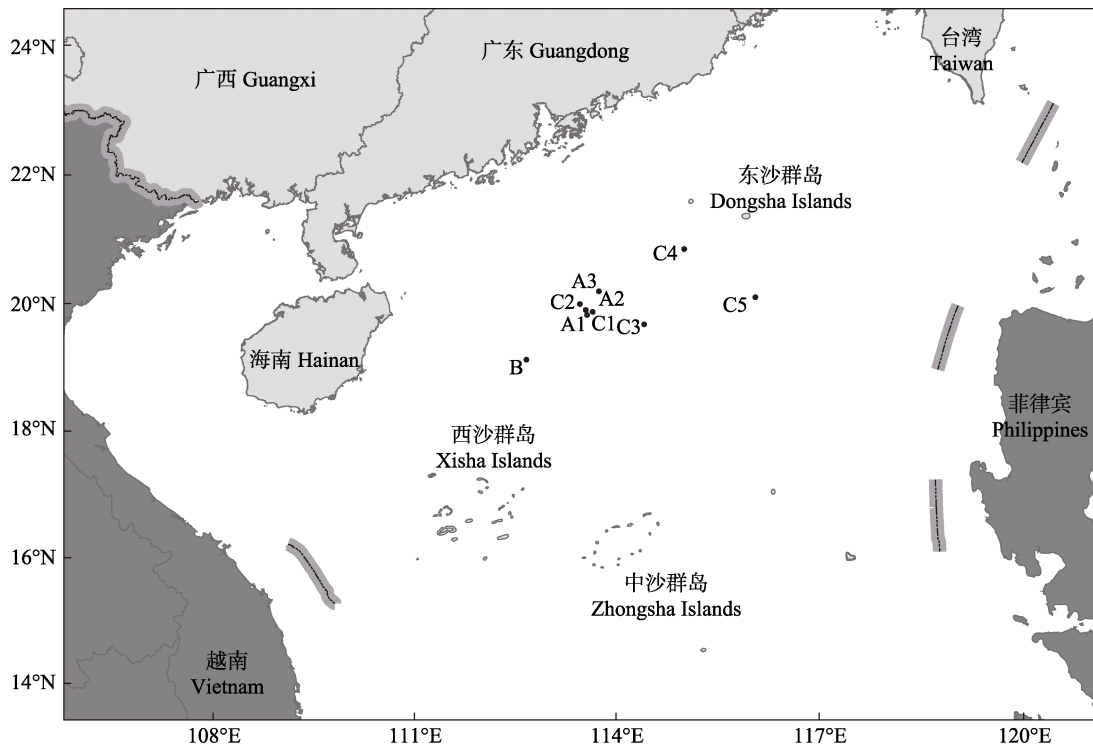 24°N
22°N
20°N
18°N
16°N
14°N
108°E
111°E
114°E
117°E
120°E
广西 Guangxi
广东 Guangdong
台湾
Taiwan
东沙群岛
Dongsha Islands
C4
A3
A2
C2
A1
C1
C3
C5
B
海南 Hainan
西沙群岛
Xisha Islands
菲律宾
Philippines
中沙群岛
Zhongsha Islands
越南
Vietnam